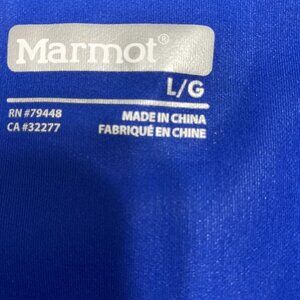 Marmot®
L/G
RN #79448 MADE IN CHINA
CA #32277 FABRIQUÉ EN CHINE